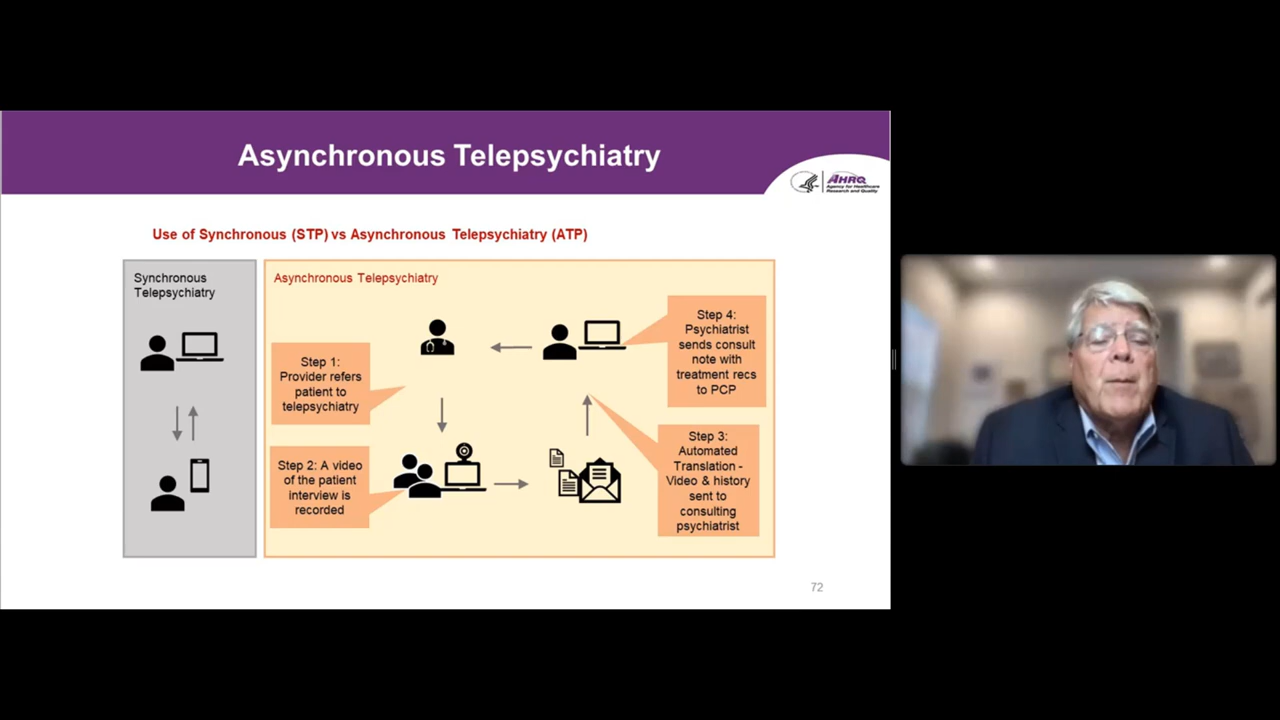 Asynchronous Telepsychiatry
AHRQ
Agency for Healthcare
Research and Quality
Use of Synchronous (STP) vs Asynchronous Telepsychiatry (ATP)
Synchronous
Telepsychiatry
Asynchronous Telepsychiatry
Step 1:
Provider refers
patient to
telepsychiatry
Step 2: A video
of the patient
interview is
recorded
Step 3:
Automated
Translation -
Video & history
sent to
consulting
psychiatrist
Step 4:
Psychiatrist
sends consult
note with
treatment recs
to PCP
72